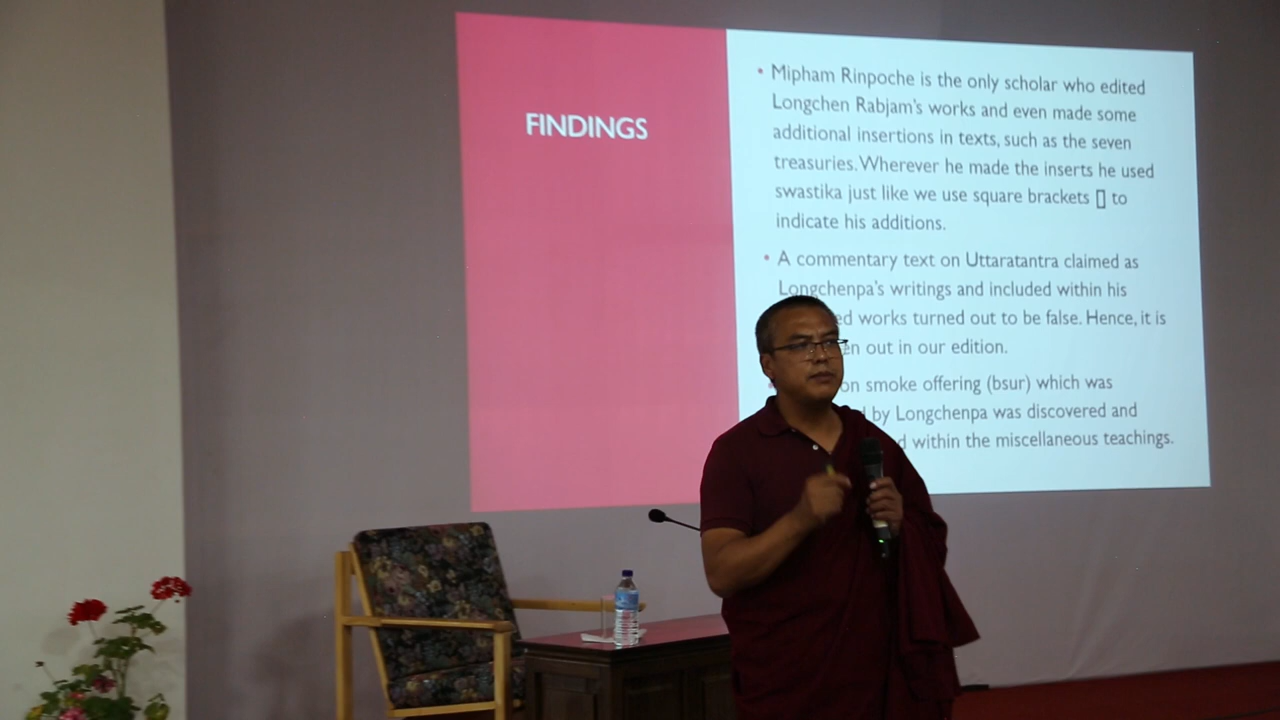 FINDINGS
• Mipham Rinpoche is the only scholar who edited
Longchen Rabjam's works and even made some
additional insertions in texts, such as the seven
treasuries. Wherever he made the inserts he used
swastika just like we use square brackets [] to
indicate his additions.
• A commentary text on Uttaratantra claimed as
Longchenpa's writings and included within his
works turned out to be false. Hence, it is
out in our edition.
on smoke offering (bsur) which was
by Longchenpa was discovered and
within the miscellaneous teachings.